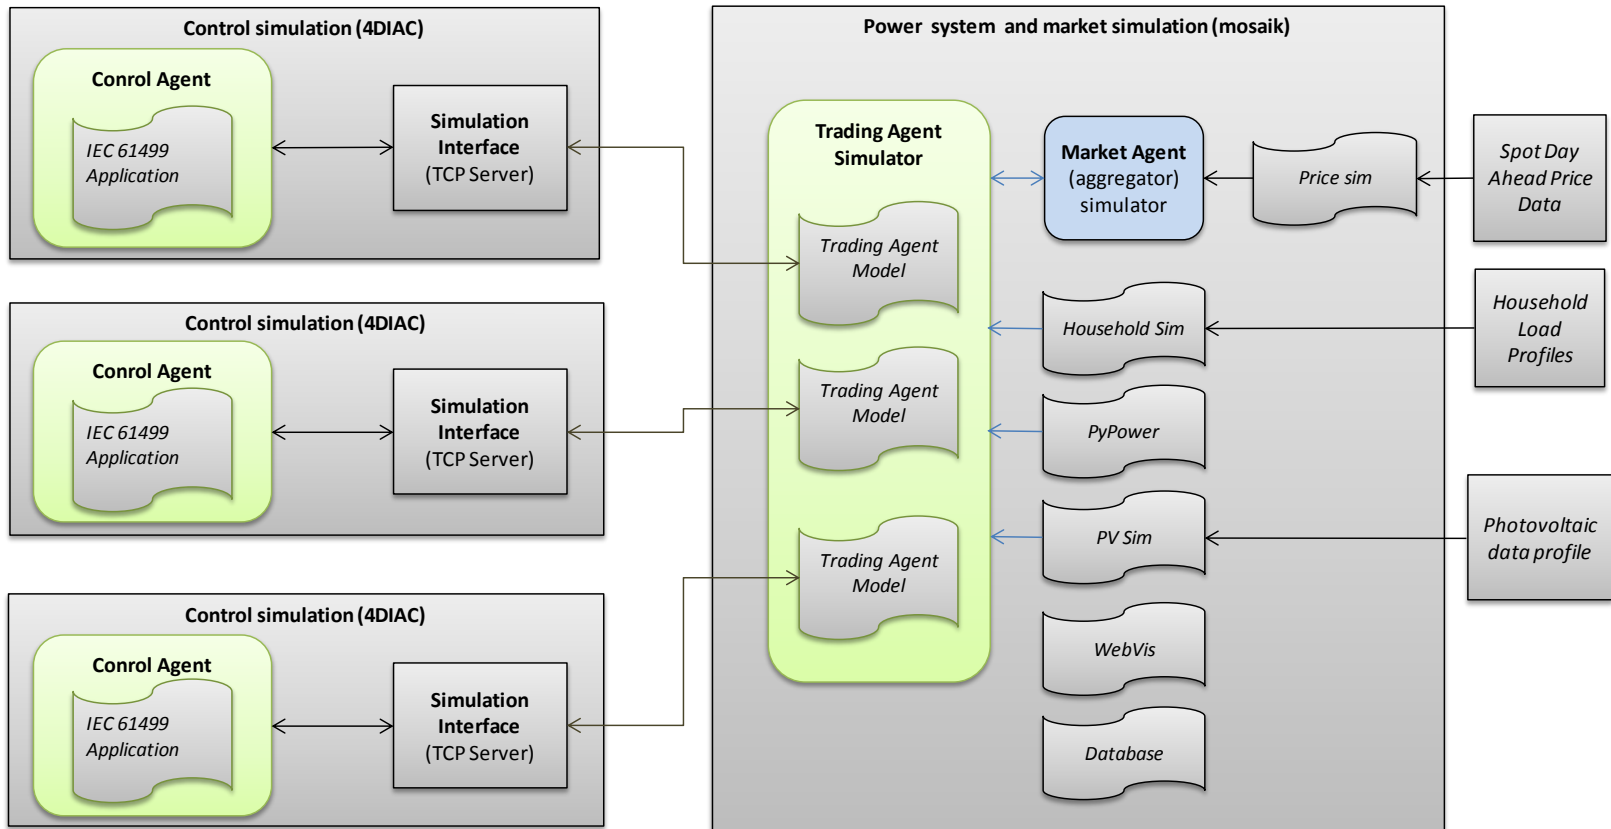 Control simulation (4DIAC)
Conrol Agent
IEC 61499
Application
Simulation
Interface
(TCP Server)
Control simulation (4DIAC)
Conrol Agent
IEC 61499
Application
Simulation
Interface
(TCP Server)
Control simulation (4DIAC)
Conrol Agent
IEC 61499
Application
Simulation
Interface
(TCP Server)
Power system and market simulation (mosaik)
Trading Agent
Simulator
Trading Agent
Model
Trading Agent
Model
Trading Agent
Model
Market Agent
(aggregator)
simulator
Price sim
Household Sim
PyPower
PV Sim
WebVis
Database
Spot Day
Ahead Price
Data
Household
Load
Profiles
Photovoltaic
data profile